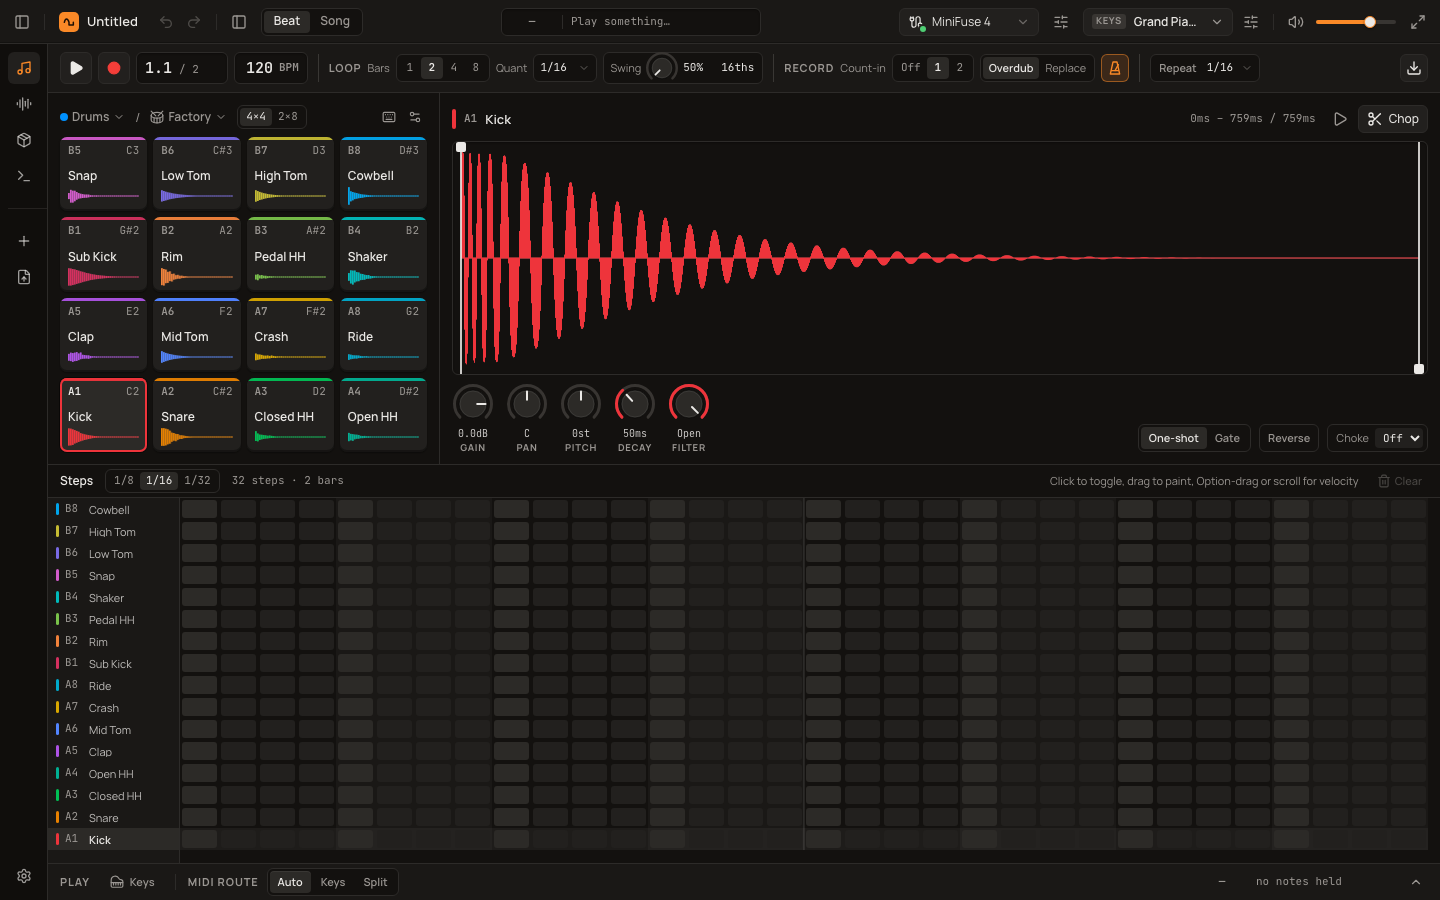 Untitled
Beat
Song
–
Play something…
MiniFuse 4
KEYS
Grand Pia…
1.1 / 2
120 BPM
LOOP
Bars
1 2 4 8
Quant
1/16
Swing
50%
16ths
RECORD
Count-in
Off 1 2
Overdub
Replace
Repeat
1/16
Drums
/
Factory
4×4
2×8
B5 C3
Snap
B6 C#3
Low Tom
B7 D3
High Tom
B8 D#3
Cowbell
B1 G#2
Sub Kick
B2 A2
Rim
B3 A#2
Pedal HH
B4 B2
Shaker
A5 E2
Clap
A6 F2
Mid Tom
A7 F#2
Crash
A8 G2
Ride
A1 C2
Kick
A2 C#2
Snare
A3 D2
Closed HH
A4 D#2
Open HH
A1 Kick
0ms – 759ms / 759ms
Chop
0.0dB
GAIN
C
PAN
0st
PITCH
50ms
DECAY
Open
FILTER
One-shot
Gate
Reverse
Choke
Off
Steps
1/8
1/16
1/32
32 steps · 2 bars
Click to toggle, drag to paint, Option-drag or scroll for velocity
Clear
B8 Cowbell
B7 High Tom
B6 Low Tom
B5 Snap
B4 Shaker
B3 Pedal HH
B2 Rim
B1 Sub Kick
A8 Ride
A7 Crash
A6 Mid Tom
A5 Clap
A4 Open HH
A3 Closed HH
A2 Snare
A1 Kick
PLAY
Keys
MIDI ROUTE
Auto
Keys
Split
–
no notes held